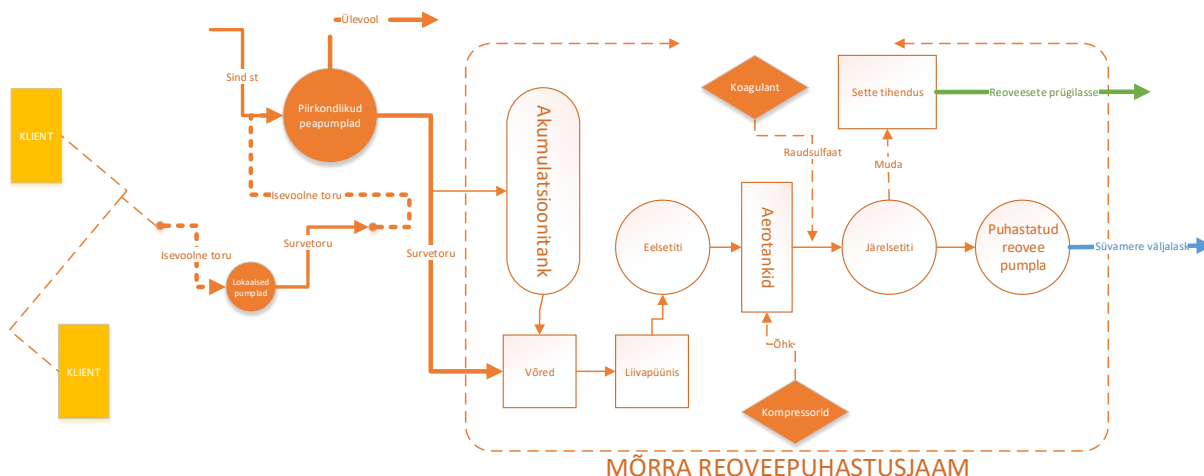 Ülevool
Sind st
Piirkondlikud
peapumplad
KLIENT
Isevoolne toru
Survetoru
Isevoolne toru
Lokaalsed
pumplad
KLIENT
Survetoru
Akumulatsioonitank
Võred
Liivapüünis
Eelsetiti
Koagulant
Raudsulfaat
Aerotankid
Õhk
Kompressorid
Sette tihendus
Reoveesete prügilasse
Muda
Järelsetiti
Puhastatud
reovee
pumpla
Süvamere väljalask
MÕRRA REOVEEPUHASTUSJAAM